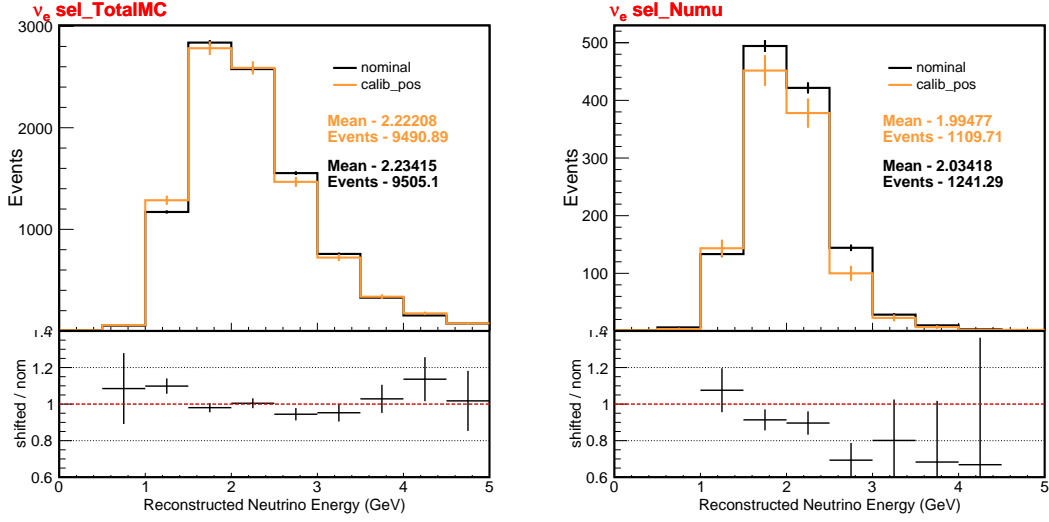 ν_e sel_TotalMC
3000
2000
1000
0
Events
nominal
calib_pos
Mean - 2.22208
Events - 9490.89
Mean - 2.23415
Events - 9505.1
1.4
1.2
1
0.8
0.6
shifted / nom
0 1 2 3 4 5
Reconstructed Neutrino Energy (GeV)
ν_e sel_Numu
500
400
300
200
100
0
Events
nominal
calib_pos
Mean - 1.99477
Events - 1109.71
Mean - 2.03418
Events - 1241.29
1.4
1.2
1
0.8
0.6
shifted / nom
0 1 2 3 4 5
Reconstructed Neutrino Energy (GeV)